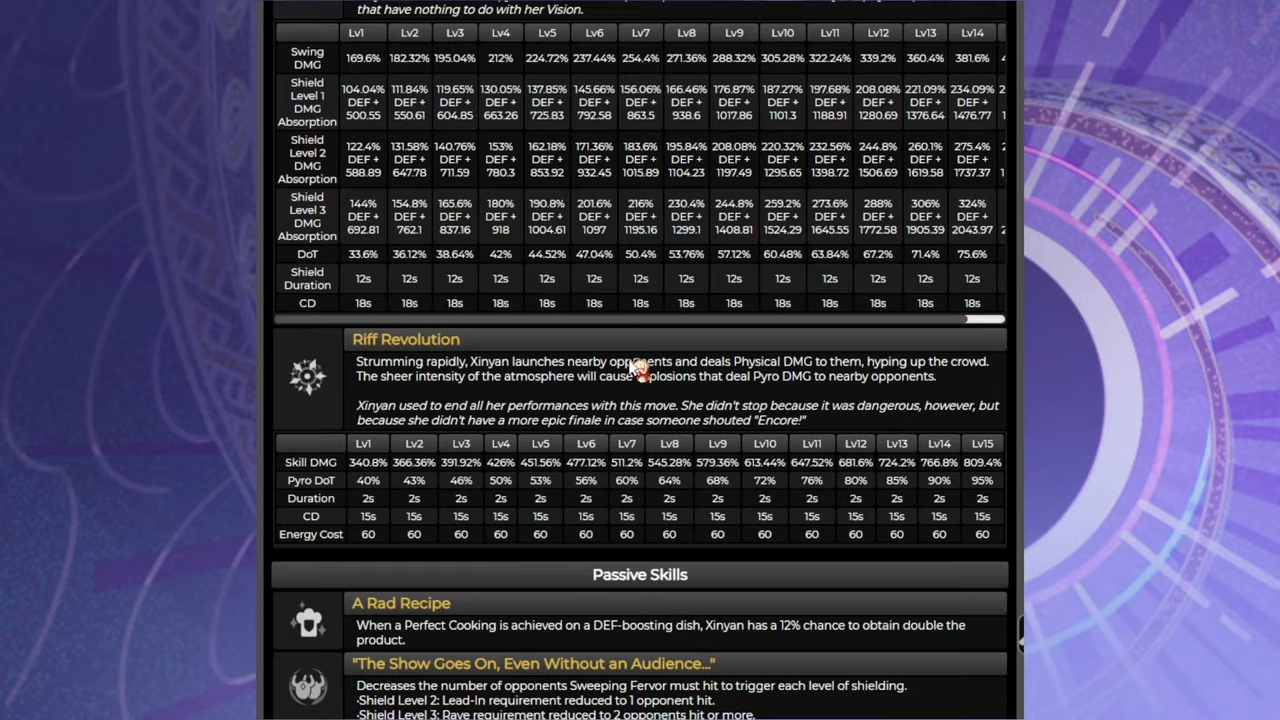 that have nothing to do with her Vision.
Lv1 Lv2 Lv3 Lv4 Lv5 Lv6 Lv7 Lv8 Lv9 Lv10 Lv11 Lv12 Lv13 Lv14
Swing DMG 169.6% 182.32% 195.04% 212% 224.72% 237.44% 254.4% 271.36% 288.32% 305.28% 322.24% 339.2% 360.4% 381.6%
Shield 104.04% 111.84% 119.65% 130.05% 137.85% 145.66% 156.06% 166.46% 176.87% 187.27% 197.68% 208.08% 221.09% 234.09%
Level 1 DMG DEF + DEF + DEF + DEF + DEF + DEF + DEF + DEF + DEF + DEF + DEF + DEF + DEF + DEF +
Absorption 500.55 550.61 604.85 663.26 725.83 792.58 863.5 938.6 1017.86 1101.3 1188.91 1280.69 1376.64 1476.77
Shield 122.4% 131.58% 140.76% 153% 162.18% 171.36% 183.6% 195.84% 208.08% 220.32% 232.56% 244.8% 260.1% 275.4%
Level 2 DMG DEF + DEF + DEF + DEF + DEF + DEF + DEF + DEF + DEF + DEF + DEF + DEF + DEF + DEF +
Absorption 588.89 647.78 711.59 780.3 853.92 932.45 1015.89 1104.23 1197.49 1295.65 1398.72 1506.69 1619.58 1737.37
Shield 144% 154.8% 165.6% 180% 190.8% 201.6% 216% 230.4% 244.8% 259.2% 273.6% 288% 306% 324%
Level 3 DMG DEF + DEF + DEF + DEF + DEF + DEF + DEF + DEF + DEF + DEF + DEF + DEF + DEF + DEF +
Absorption 692.81 762.1 837.16 918 1004.61 1097 1195.16 1299.1 1408.81 1524.29 1645.55 1772.58 1905.39 2043.97
DoT 33.6% 36.12% 38.64% 42% 44.52% 47.04% 50.4% 53.76% 57.12% 60.48% 63.84% 67.2% 71.4% 75.6%
Shield Duration 12s 12s 12s 12s 12s 12s 12s 12s 12s 12s 12s 12s 12s 12s
CD 18s 18s 18s 18s 18s 18s 18s 18s 18s 18s 18s 18s 18s 18s
Riff Revolution
Strumming rapidly, Xinyan launches nearby opponents and deals Physical DMG to them, hyping up the crowd.
The sheer intensity of the atmosphere will cause explosions that deal Pyro DMG to nearby opponents.
Xinyan used to end all her performances with this move. She didn't stop because it was dangerous, however, but
because she didn't have a more epic finale in case someone shouted "Encore!"
Lv1 Lv2 Lv3 Lv4 Lv5 Lv6 Lv7 Lv8 Lv9 Lv10 Lv11 Lv12 Lv13 Lv14 Lv15
Skill DMG 340.8% 366.36% 391.92% 426% 451.56% 477.12% 511.2% 545.28% 579.36% 613.44% 647.52% 681.6% 724.2% 766.8% 809.4%
Pyro DoT 40% 43% 46% 50% 53% 56% 60% 64% 68% 72% 76% 80% 85% 90% 95%
Duration 2s 2s 2s 2s 2s 2s 2s 2s 2s 2s 2s 2s 2s 2s 2s
CD 15s 15s 15s 15s 15s 15s 15s 15s 15s 15s 15s 15s 15s 15s 15s
Energy Cost 60 60 60 60 60 60 60 60 60 60 60 60 60 60 60
Passive Skills
A Rad Recipe
When a Perfect Cooking is achieved on a DEF-boosting dish, Xinyan has a 12% chance to obtain double the
product.
"The Show Goes On, Even Without an Audience..."
Decreases the number of opponents Sweeping Fervor must hit to trigger each level of shielding.
·Shield Level 2: Lead-In requirement reduced to 1 opponent hit.
·Shield Level 3: Rave requirement reduced to 2 opponents hit or more.